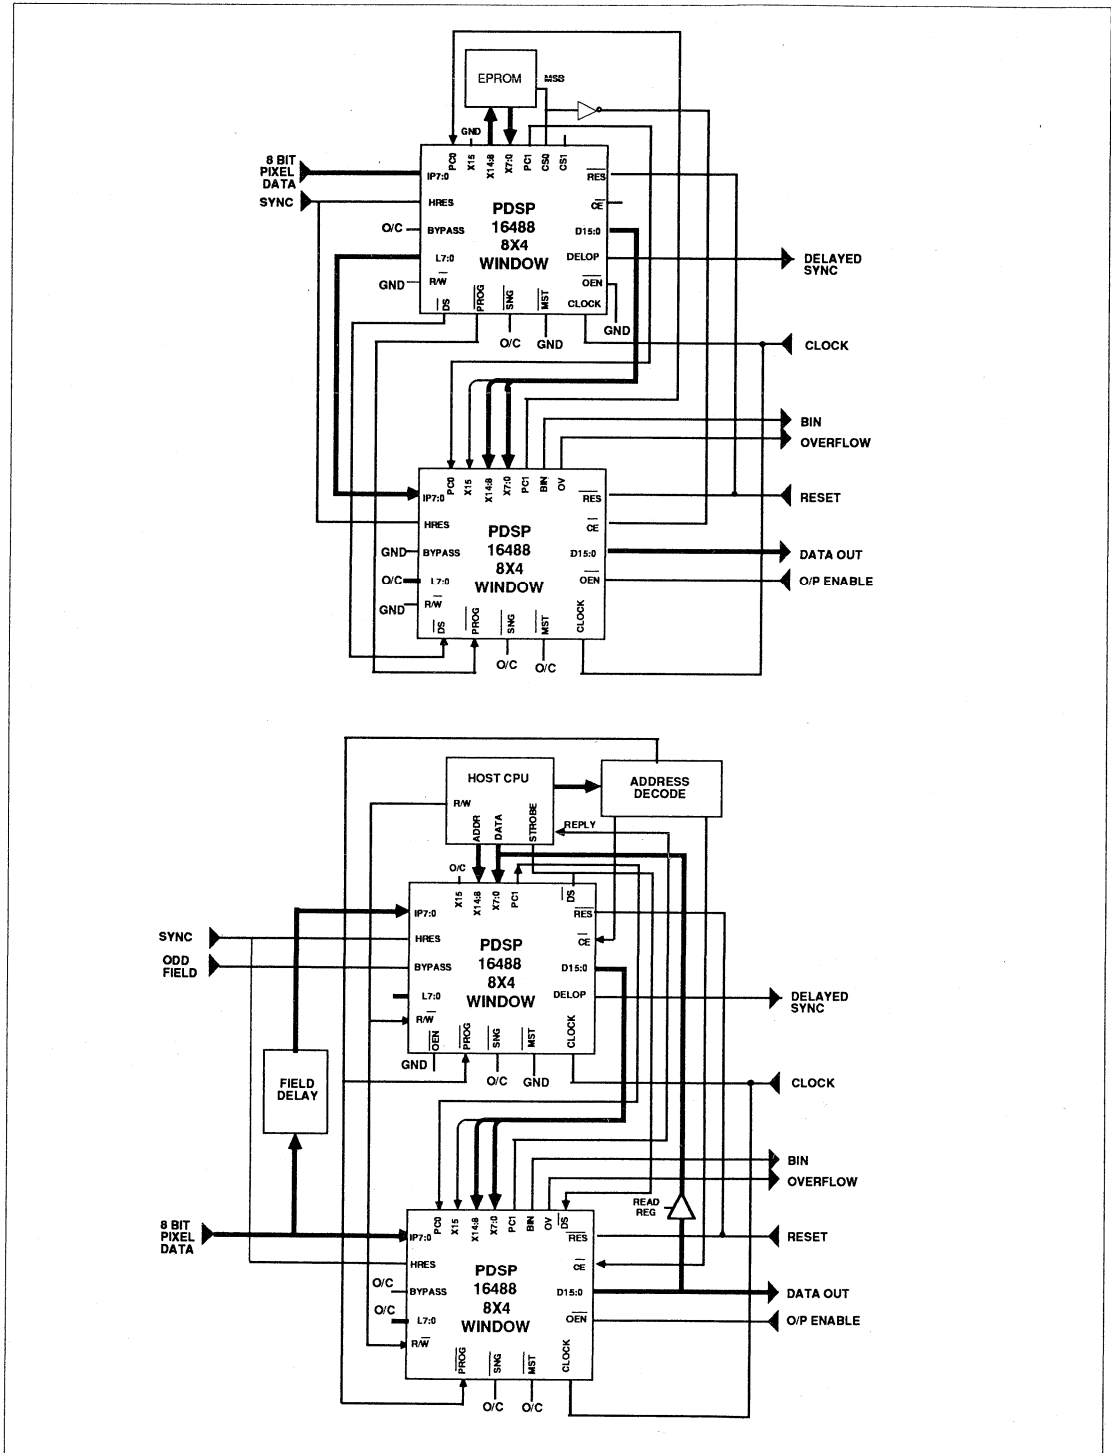 EPROM
MSB
GND
PC0
X15
X14:8
X7:0
PC1
CS0
CS1
8 BIT
PIXEL
DATA
IP7:0
RES
SYNC
HRES
CE
PDSP
16488
8X4
WINDOW
O/C
BYPASS
D15:0
L7:0
DELOP
DELAYED
SYNC
GND
R/W
OEN
DS
PROG
SNG
MST
CLOCK
O/C
GND
GND
CLOCK
BIN
OVERFLOW
PC0
X15
X14:8
X7:0
PC1
BIN
OV
IP7:0
RES
RESET
HRES
CE
PDSP
16488
8X4
WINDOW
GND
BYPASS
D15:0
DATA OUT
O/C
L7:0
OEN
O/P ENABLE
GND
R/W
DS
PROG
SNG
MST
CLOCK
O/C
O/C
HOST CPU
ADDRESS
DECODE
R/W
ADDR
DATA
STROBE
REPLY
O/C
X15
X14:8
X7:0
PC1
DS
IP7:0
RES
SYNC
HRES
CE
PDSP
16488
8X4
WINDOW
ODD
FIELD
BYPASS
D15:0
L7:0
DELOP
DELAYED
SYNC
R/W
OEN
PROG
SNG
MST
CLOCK
GND
O/C
GND
CLOCK
FIELD
DELAY
BIN
OVERFLOW
READ
REG
PC0
X15
X14:8
X7:0
PC1
BIN
OV
DS
8 BIT
PIXEL
DATA
IP7:0
RES
RESET
HRES
CE
PDSP
16488
8X4
WINDOW
O/C
BYPASS
D15:0
DATA OUT
O/C
L7:0
OEN
O/P ENABLE
R/W
PROG
SNG
MST
CLOCK
O/C
O/C